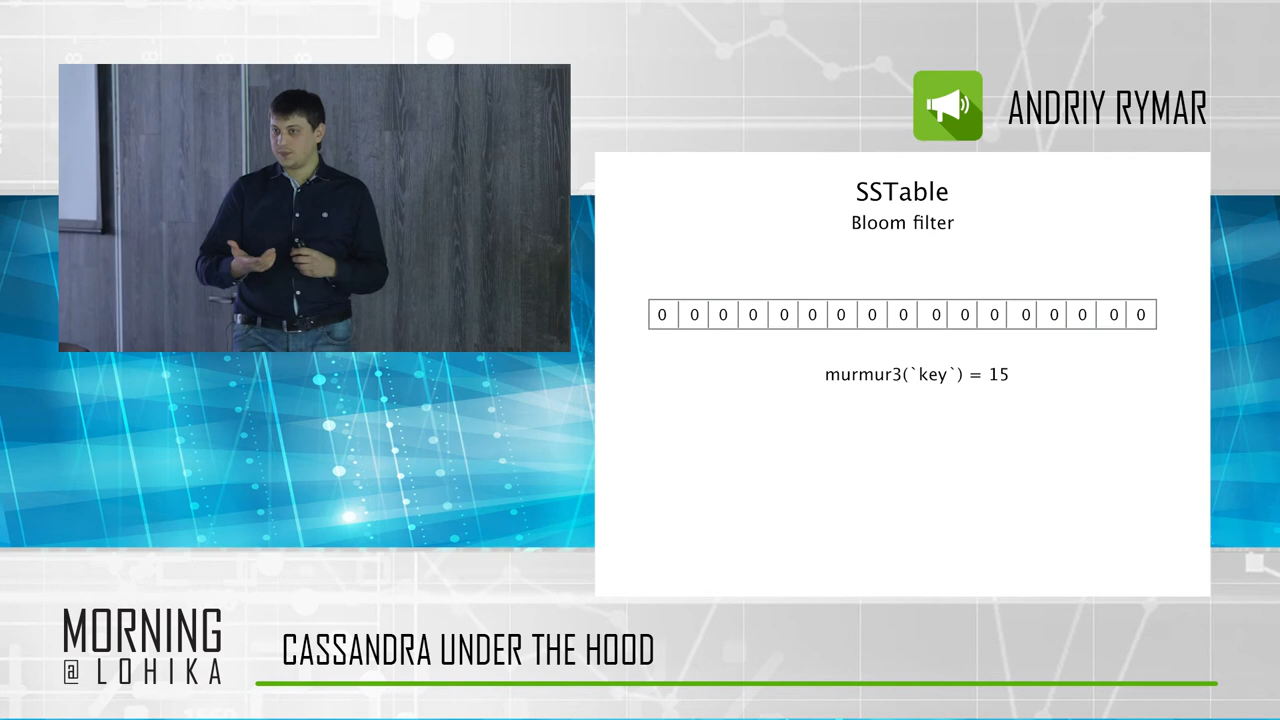 ANDRIY RYMAR
SSTable
Bloom filter
0 0 0 0 0 0 0 0 0 0 0 0 0 0 0 0 0
murmur3(`key`) = 15
MORNING
@ LOHIKA
CASSANDRA UNDER THE HOOD